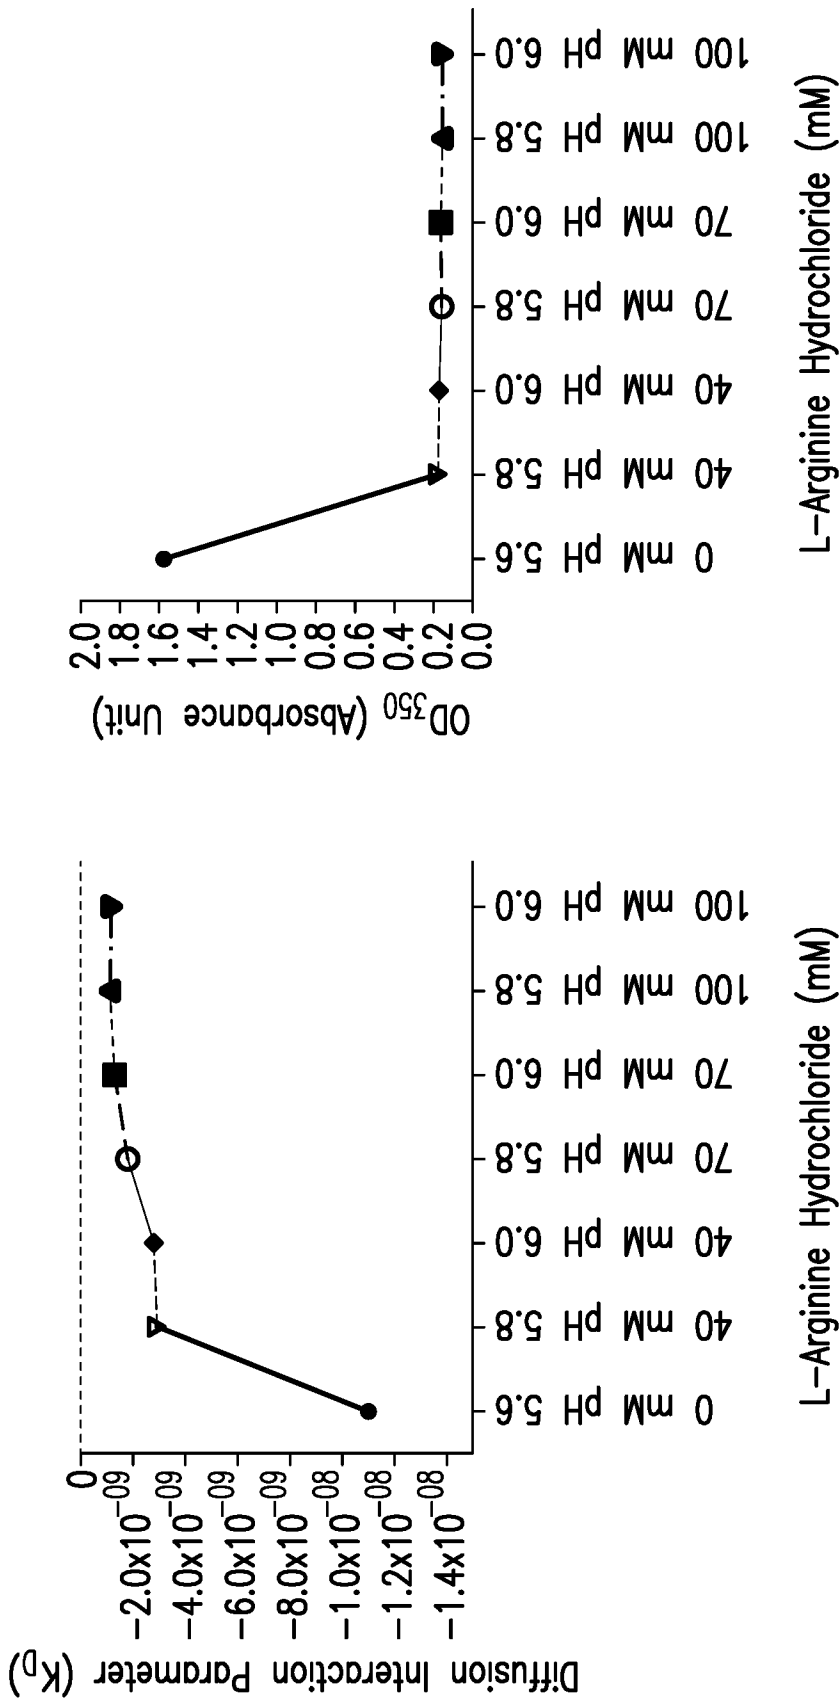 Diffusion Interaction Parameter (K_D)
0
−2.0x10⁻⁰⁹
−4.0x10⁻⁰⁹
−6.0x10⁻⁰⁹
−8.0x10⁻⁰⁹
−1.0x10⁻⁰⁸
−1.2x10⁻⁰⁸
−1.4x10⁻⁰⁸
0 mM pH 5.6
40 mM pH 5.8
40 mM pH 6.0
70 mM pH 5.8
70 mM pH 6.0
100 mM pH 5.8
100 mM pH 6.0
L−Arginine Hydrochloride (mM)
OD₃₅₀ (Absorbance Unit)
2.0
1.8
1.6
1.4
1.2
1.0
0.8
0.6
0.4
0.2
0.0
0 mM pH 5.6
40 mM pH 5.8
40 mM pH 6.0
70 mM pH 5.8
70 mM pH 6.0
100 mM pH 5.8
100 mM pH 6.0
L−Arginine Hydrochloride (mM)